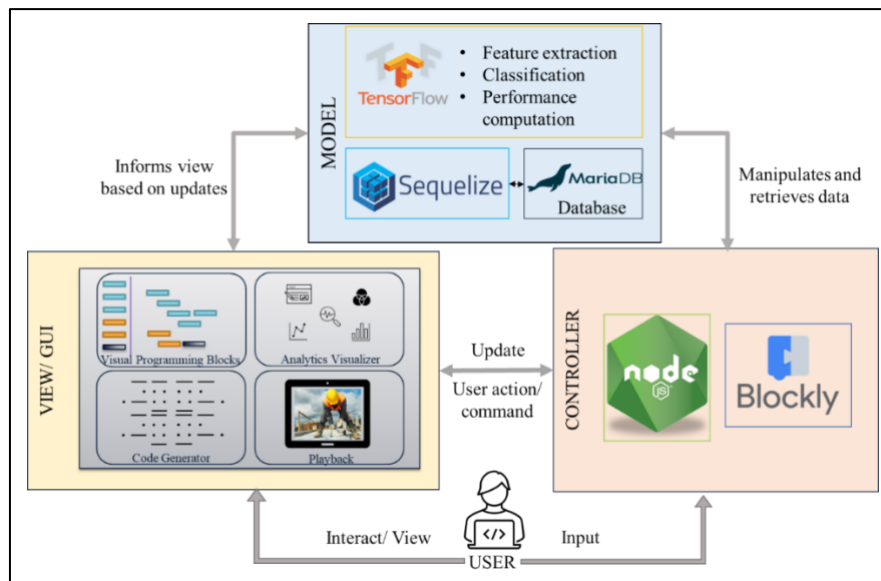 TensorFlow
• Feature extraction
• Classification
• Performance
computation
MODEL
Sequelize
MariaDB
Database
Informs view
based on updates
Manipulates and
retrieves data
VIEW/ GUI
Visual Programming Blocks
Analytics Visualizer
Code Generator
Playback
Update
User action/
command
CONTROLLER
node
JS
Blockly
Interact/ View
</>
USER
Input